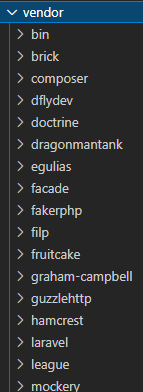 vendor
bin
brick
composer
dflydev
doctrine
dragonmantank
egulias
facade
fakerphp
filp
fruitcake
graham-campbell
guzzlehttp
hamcrest
laravel
league
mockery